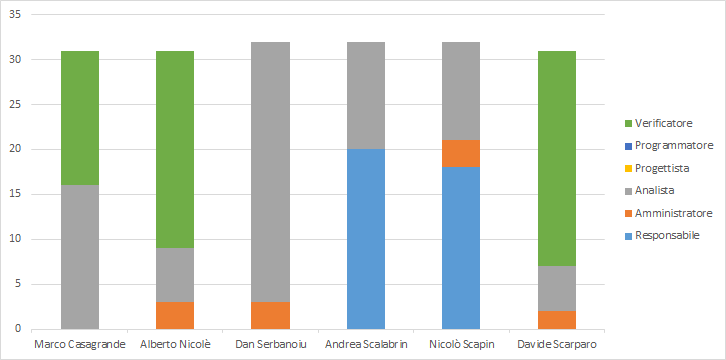 35
30
25
20
15
10
5
0
Marco Casagrande Alberto Nicolè Dan Serbanoiu Andrea Scalabrin Nicolò Scapin Davide Scarparo
Verificatore
Programmatore
Progettista
Analista
Amministratore
Responsabile